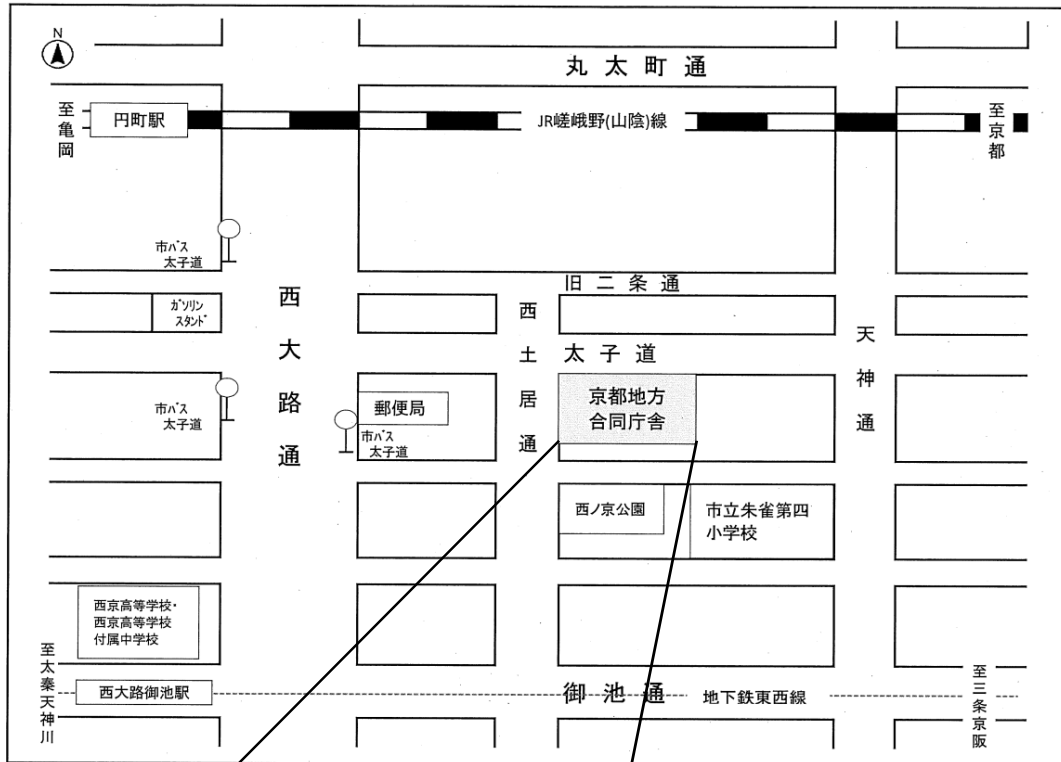 N
丸太町通
至亀岡
円町駅
JR嵯峨野(山陰)線
至京都
市バス
太子道
旧二条通
ガソリン
スタンド
西大路通
西土居通
太子道
天神通
京都地方
合同庁舎
郵便局
市バス
太子道
市バス
太子道
西ノ京公園
市立朱雀第四
小学校
西京高等学校・
西京高等学校
付属中学校
至太秦天神川
西大路御池駅
御池通
地下鉄東西線
至三条京阪